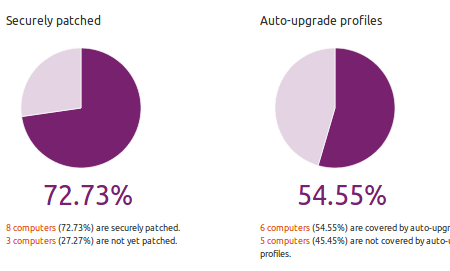 Securely patched
Auto-upgrade profiles
72.73%
54.55%
8 computers (72.73%) are securely patched.
3 computers (27.27%) are not yet patched.
6 computers (54.55%) are covered by auto-upgr
5 computers (45.45%) are not covered by auto-u
profiles.